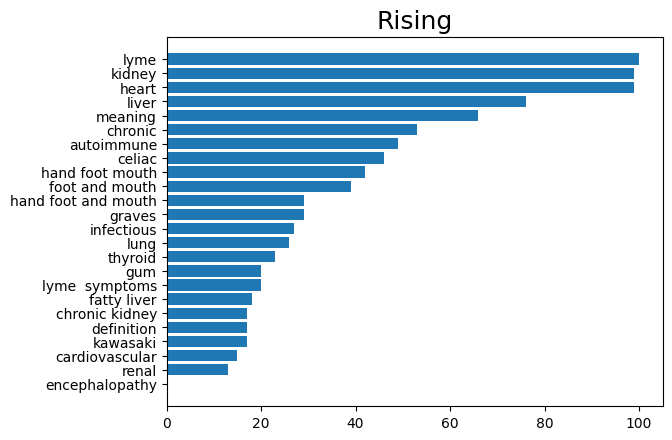 Rising
lyme
kidney
heart
liver
meaning
chronic
autoimmune
celiac
hand foot mouth
foot and mouth
hand foot and mouth
graves
infectious
lung
thyroid
gum
lyme  symptoms
fatty liver
chronic kidney
definition
kawasaki
cardiovascular
renal
encephalopathy
0 20 40 60 80 100